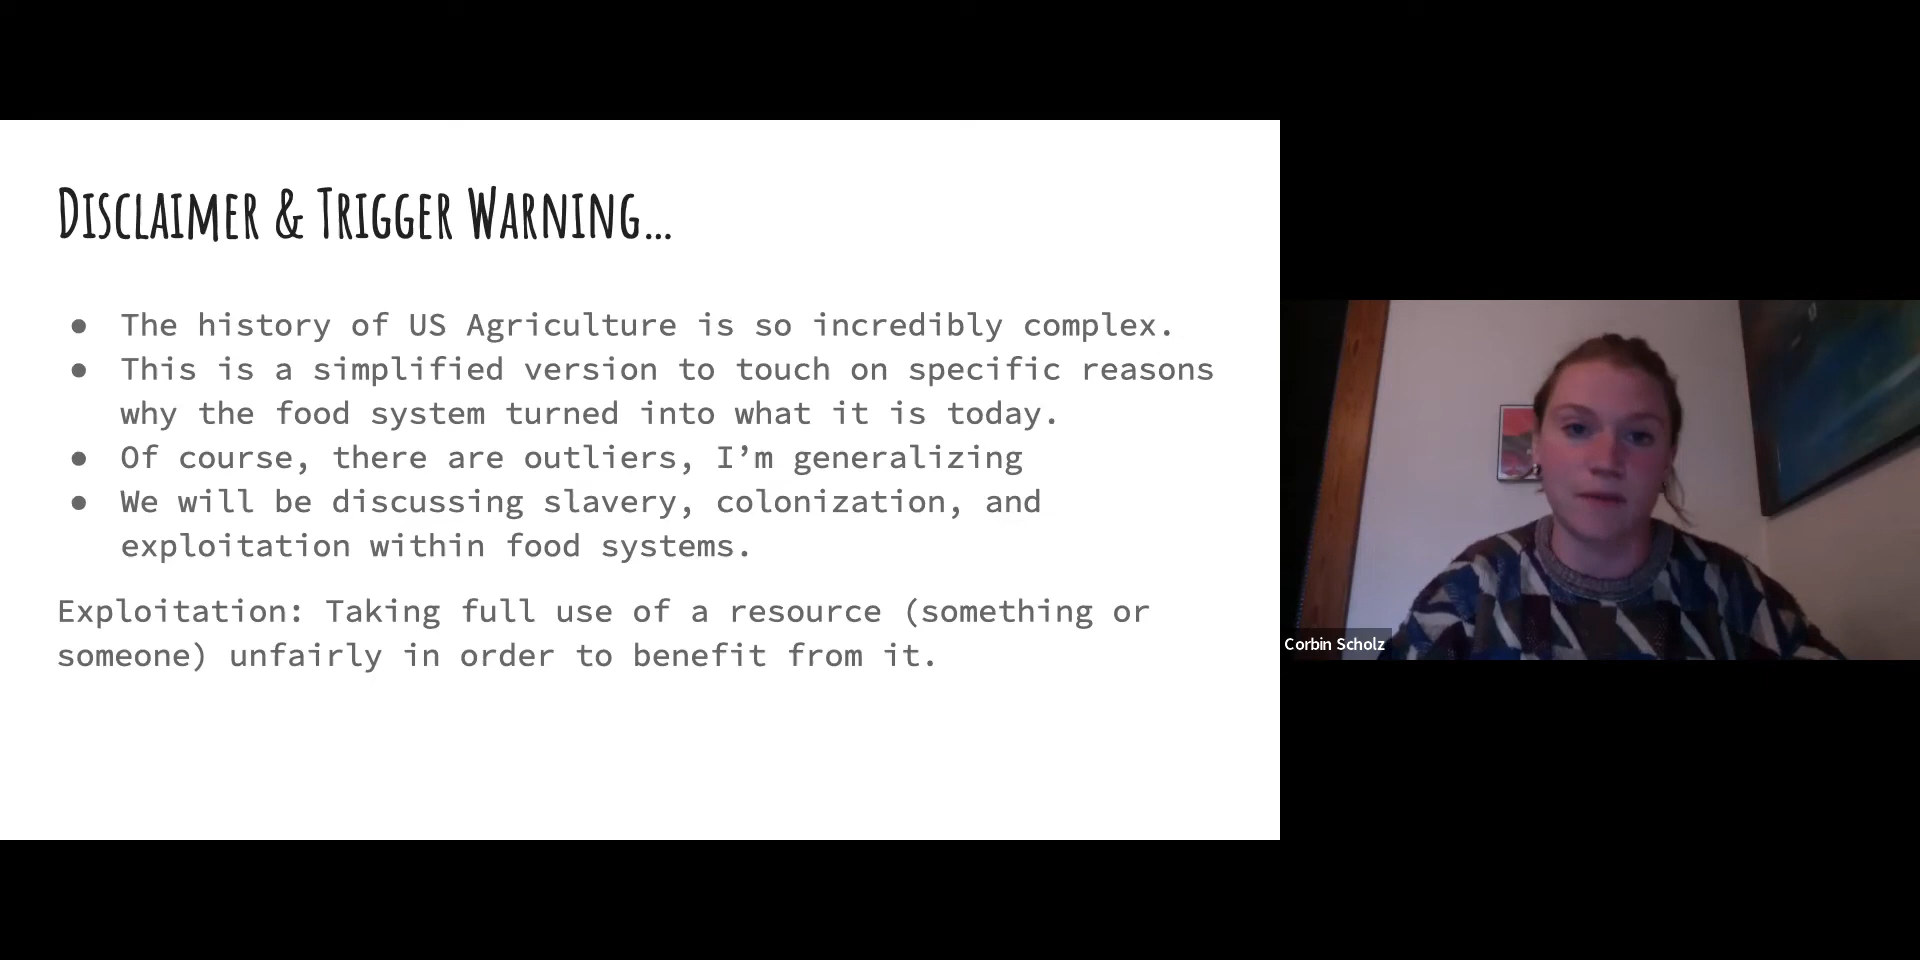 Disclaimer & Trigger Warning...
● The history of US Agriculture is so incredibly complex.
● This is a simplified version to touch on specific reasons
why the food system turned into what it is today.
● Of course, there are outliers, I’m generalizing
● We will be discussing slavery, colonization, and
exploitation within food systems.
Exploitation: Taking full use of a resource (something or
someone) unfairly in order to benefit from it.
Corbin Scholz